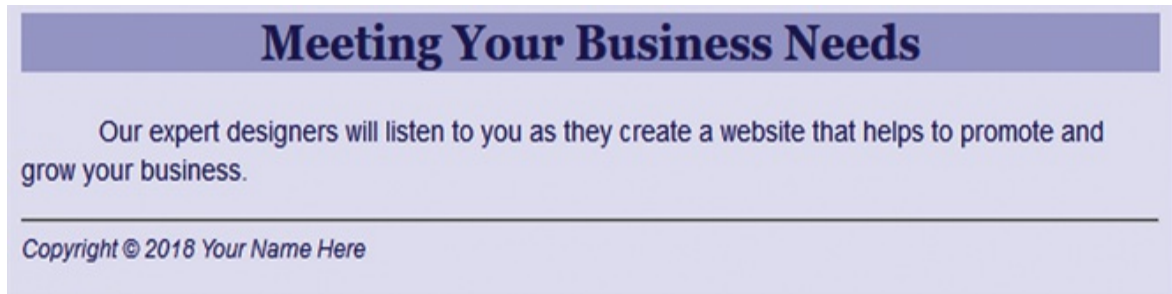 Meeting Your Business Needs
Our expert designers will listen to you as they create a website that helps to promote and
grow your business.
Copyright © 2018 Your Name Here